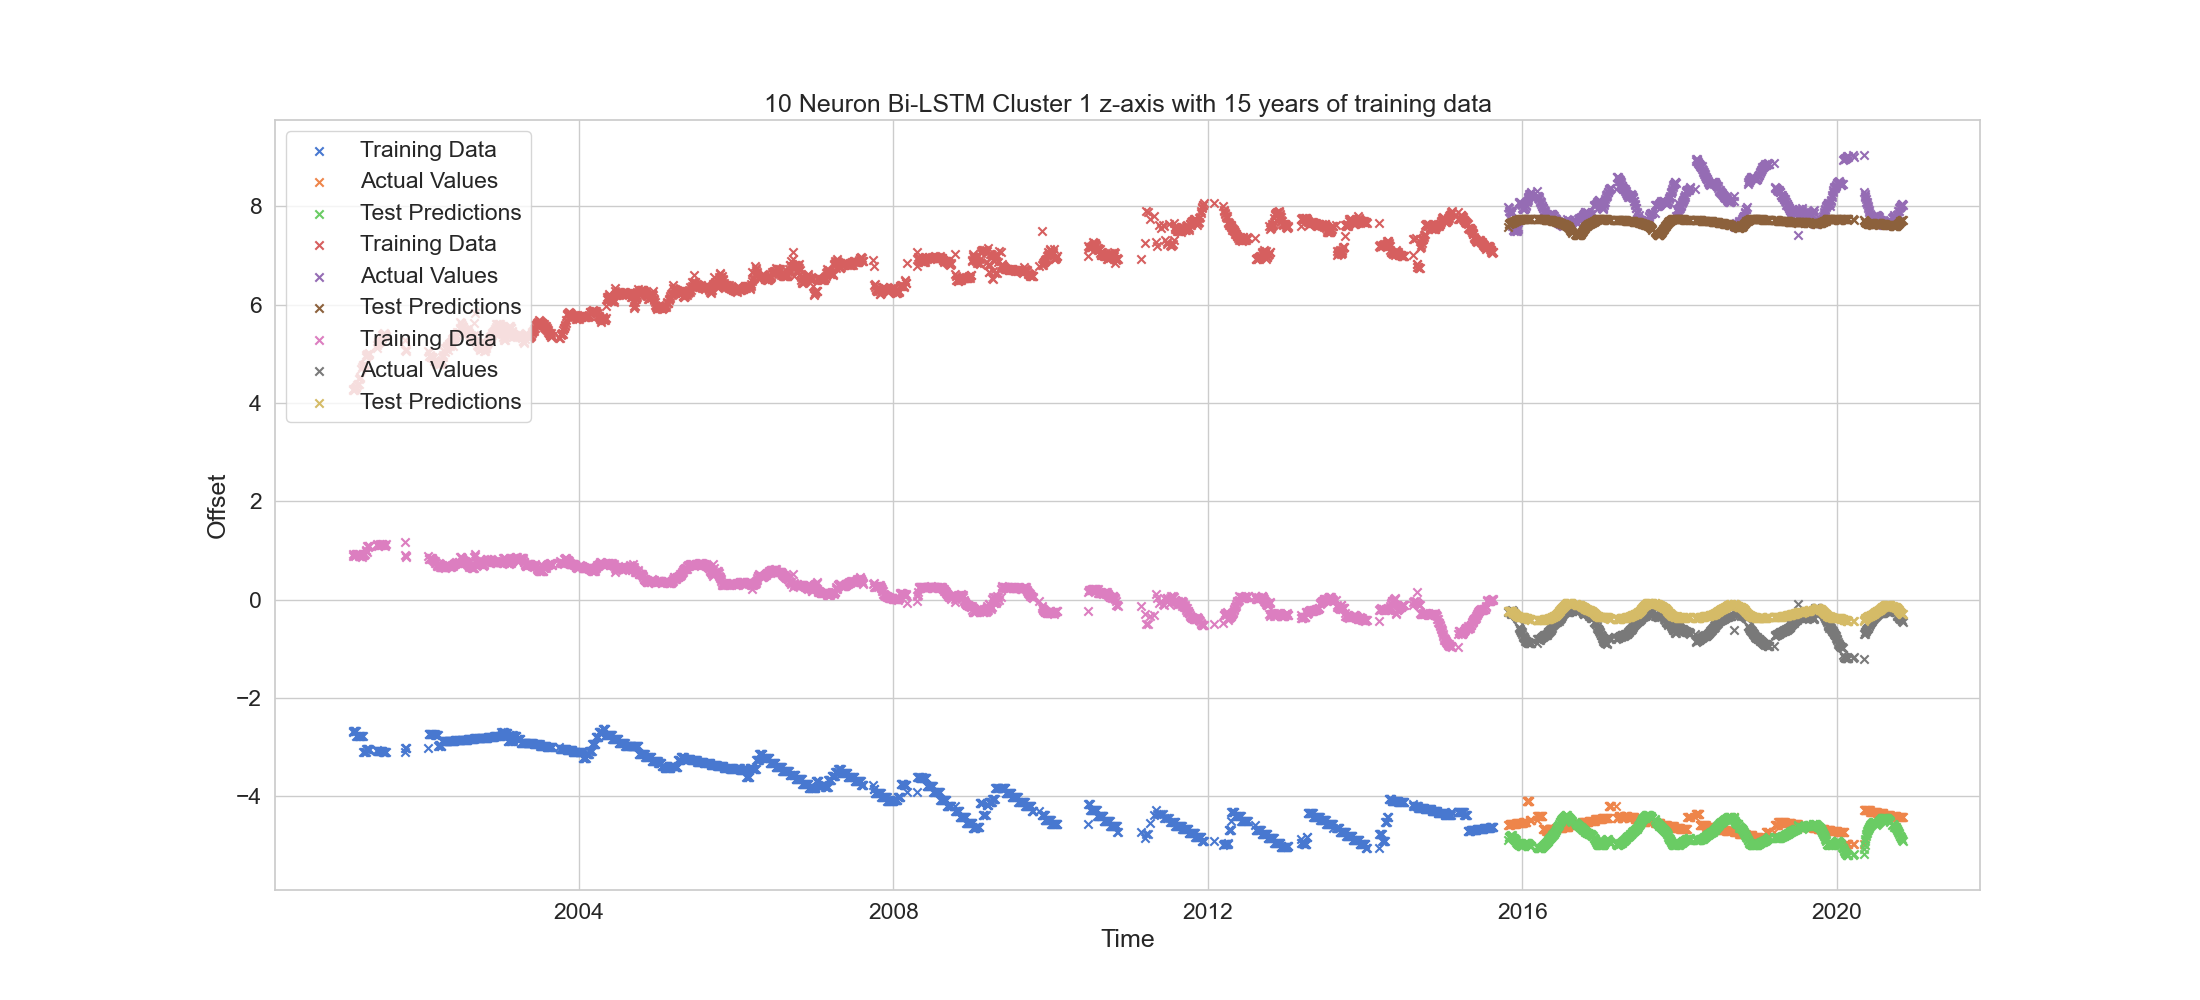 10 Neuron Bi-LSTM Cluster 1 z-axis with 15 years of training data
Training Data
Actual Values
Test Predictions
Training Data
Actual Values
Test Predictions
Training Data
Actual Values
Test Predictions
8
6
4
2
0
−2
−4
Offset
2004
2008
2012
2016
2020
Time